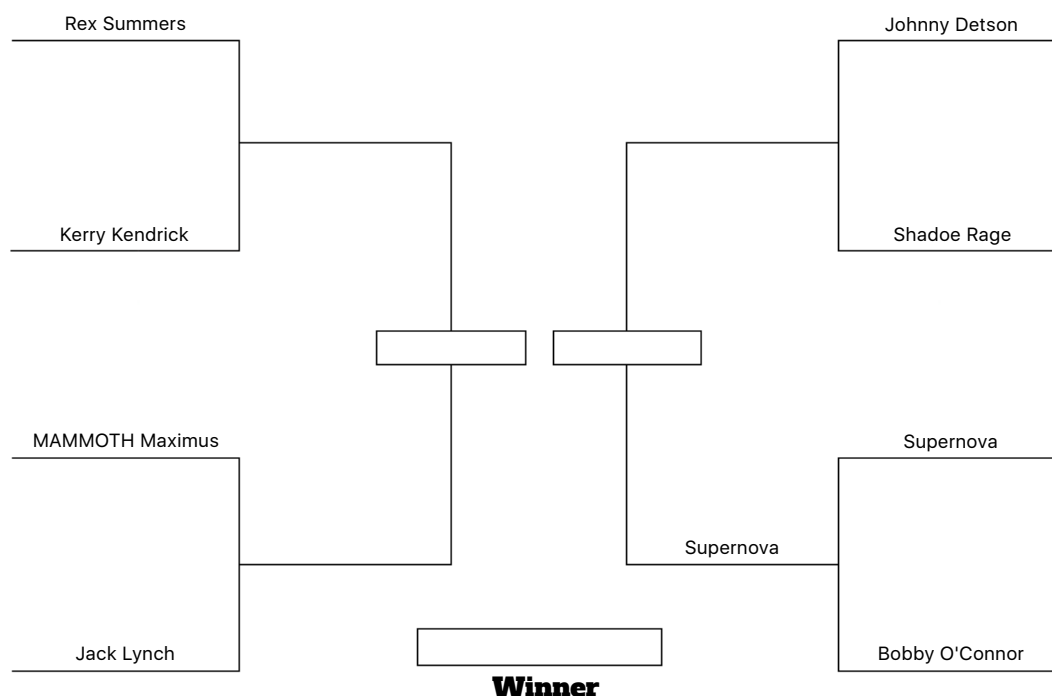 Rex Summers
Johnny Detson
Kerry Kendrick
Shadoe Rage
MAMMOTH Maximus
Supernova
Supernova
Jack Lynch
Bobby O'Connor
Winner